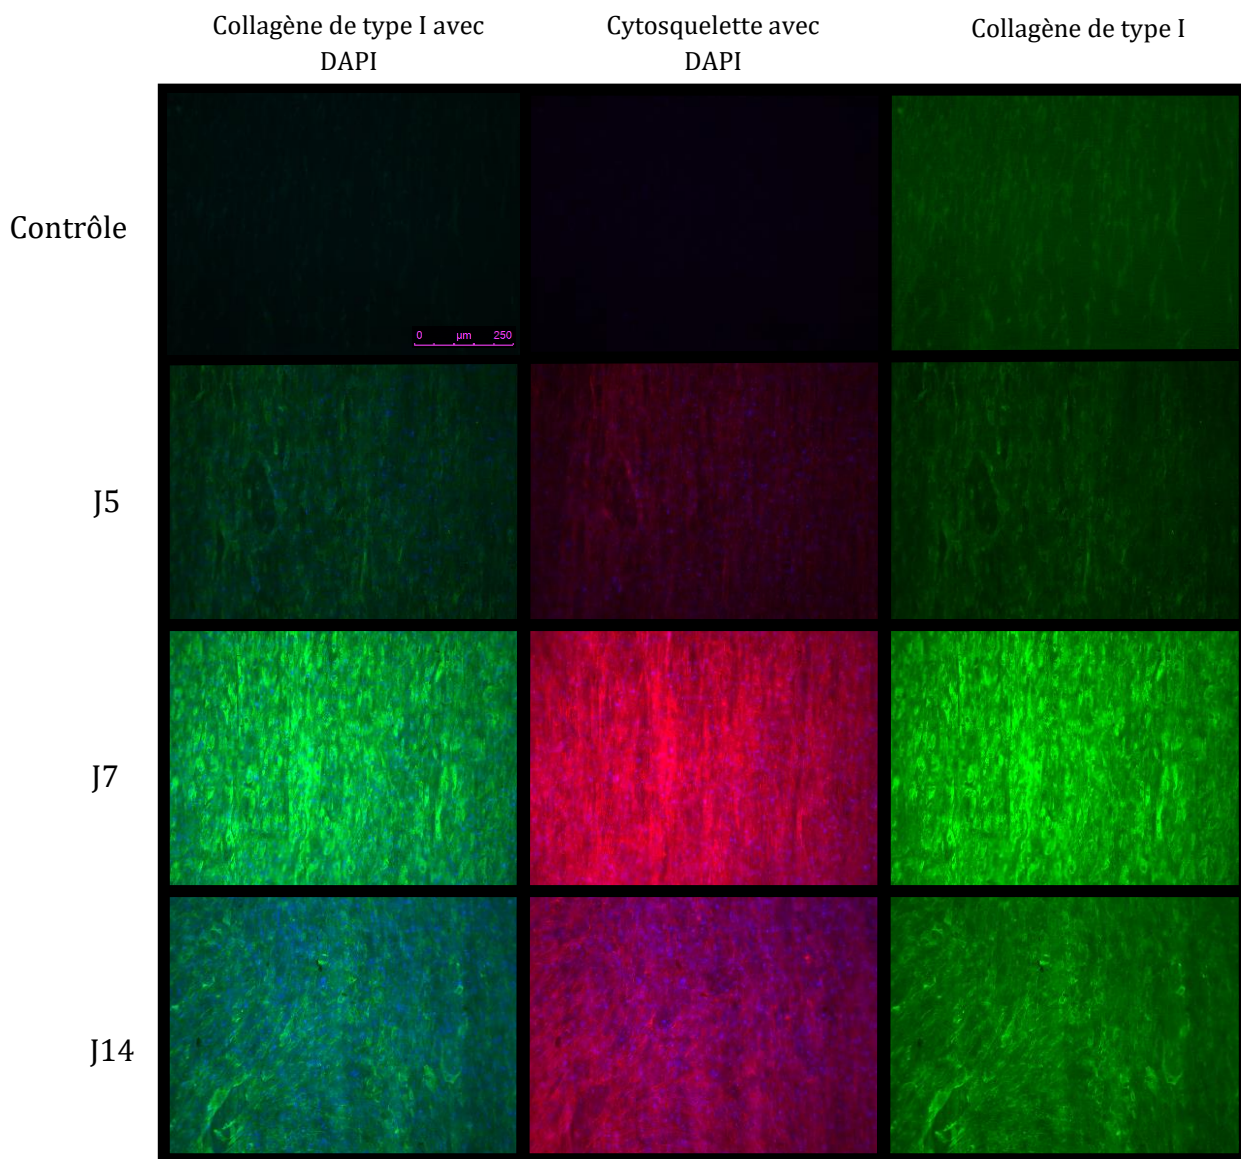 Collagène de type I avec
DAPI
Cytosquelette avec
DAPI
Collagène de type I
Contrôle
0 µm 250
J5
J7
J14